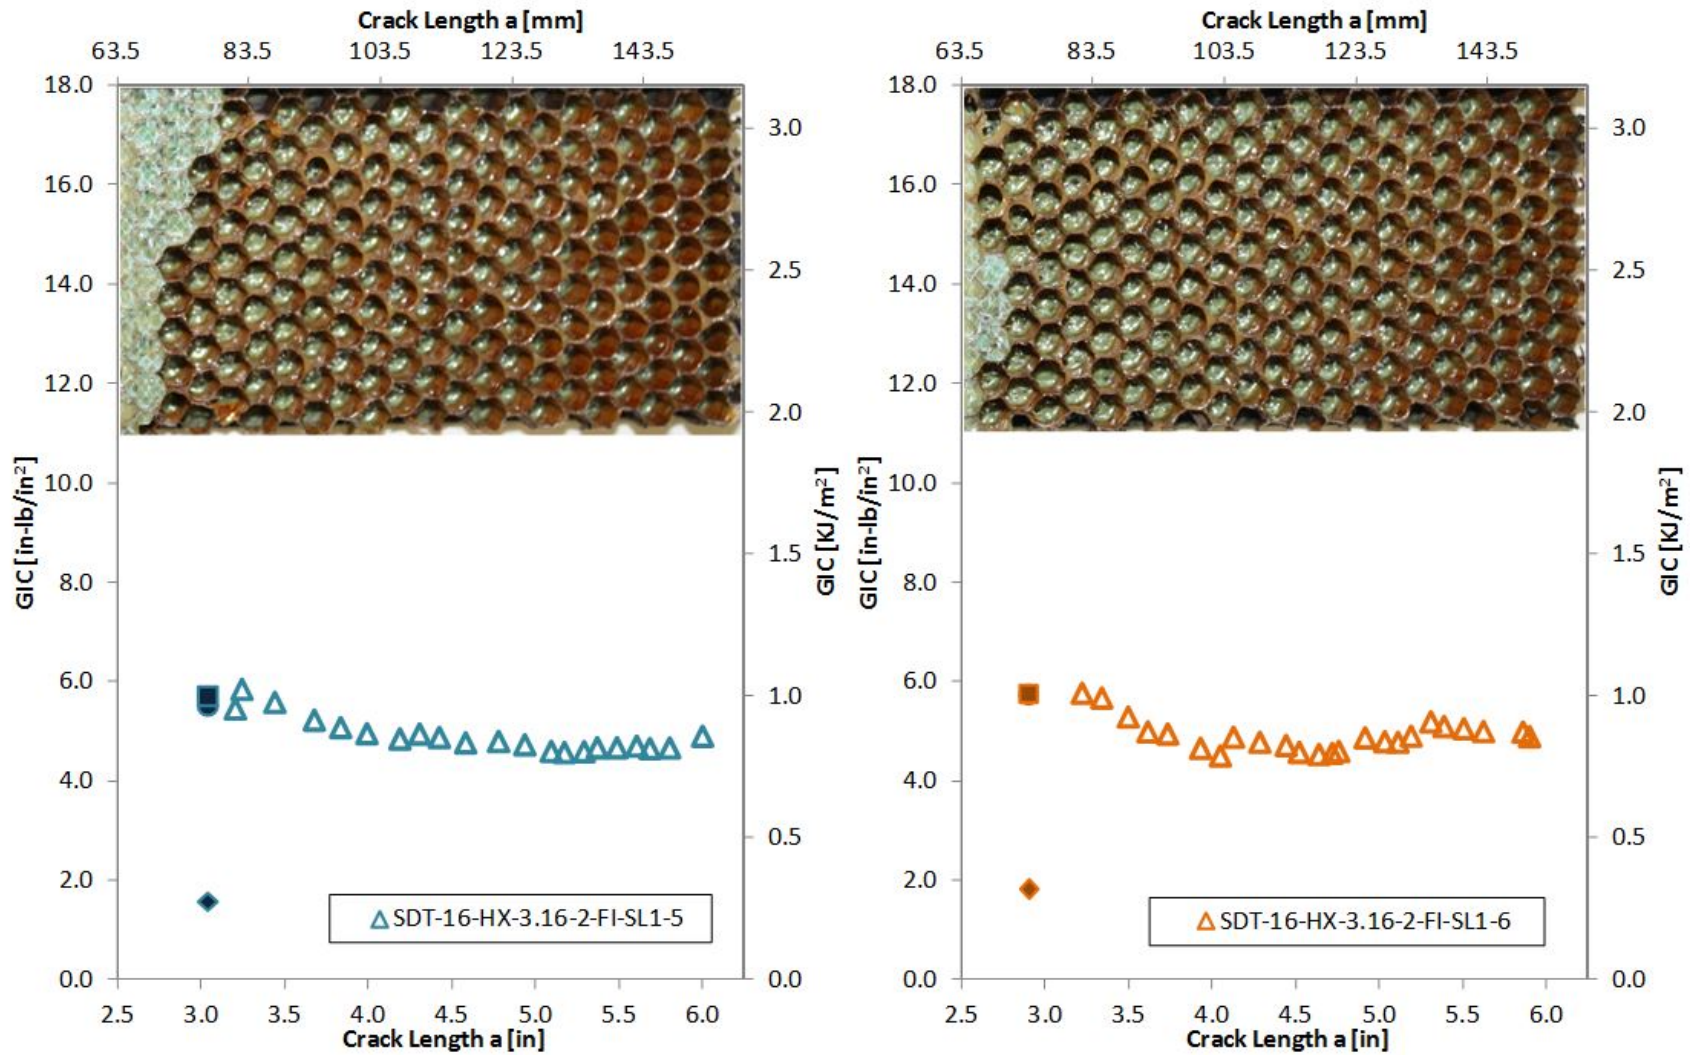 Crack Length a [mm]
63.5 83.5 103.5 123.5 143.5
18.0
16.0
14.0
12.0
10.0
8.0
6.0
4.0
2.0
0.0
GIC [in-lb/in²]
3.0
2.5
2.0
1.5
1.0
0.5
0.0
GIC [KJ/m²]
SDT-16-HX-3.16-2-FI-SL1-5
2.5 3.0 3.5 4.0 4.5 5.0 5.5 6.0
Crack Length a [in]
Crack Length a [mm]
63.5 83.5 103.5 123.5 143.5
18.0
16.0
14.0
12.0
10.0
8.0
6.0
4.0
2.0
0.0
GIC [in-lb/in²]
3.0
2.5
2.0
1.5
1.0
0.5
0.0
GIC [KJ/m²]
SDT-16-HX-3.16-2-FI-SL1-6
2.5 3.0 3.5 4.0 4.5 5.0 5.5 6.0
Crack Length a [in]